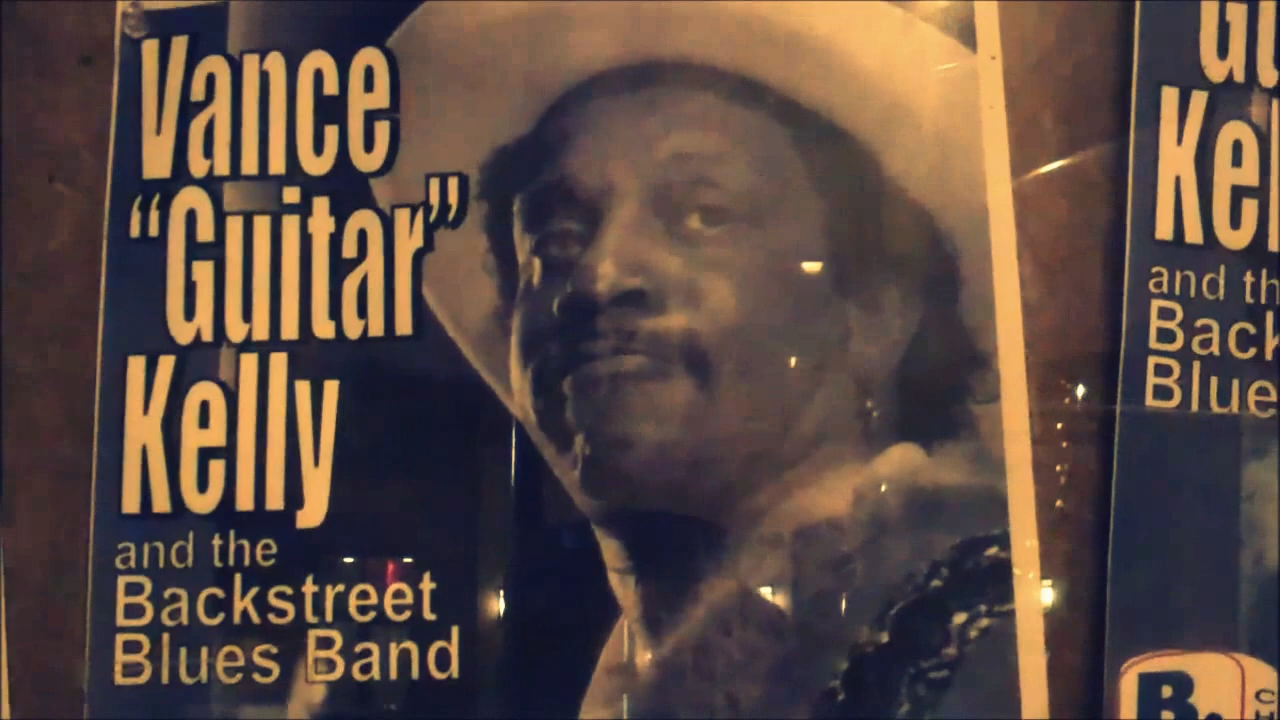 Vance
“Guitar”
Kelly
and the
Backstreet
Blues Band
Kel
and th
Back
Blue
B.